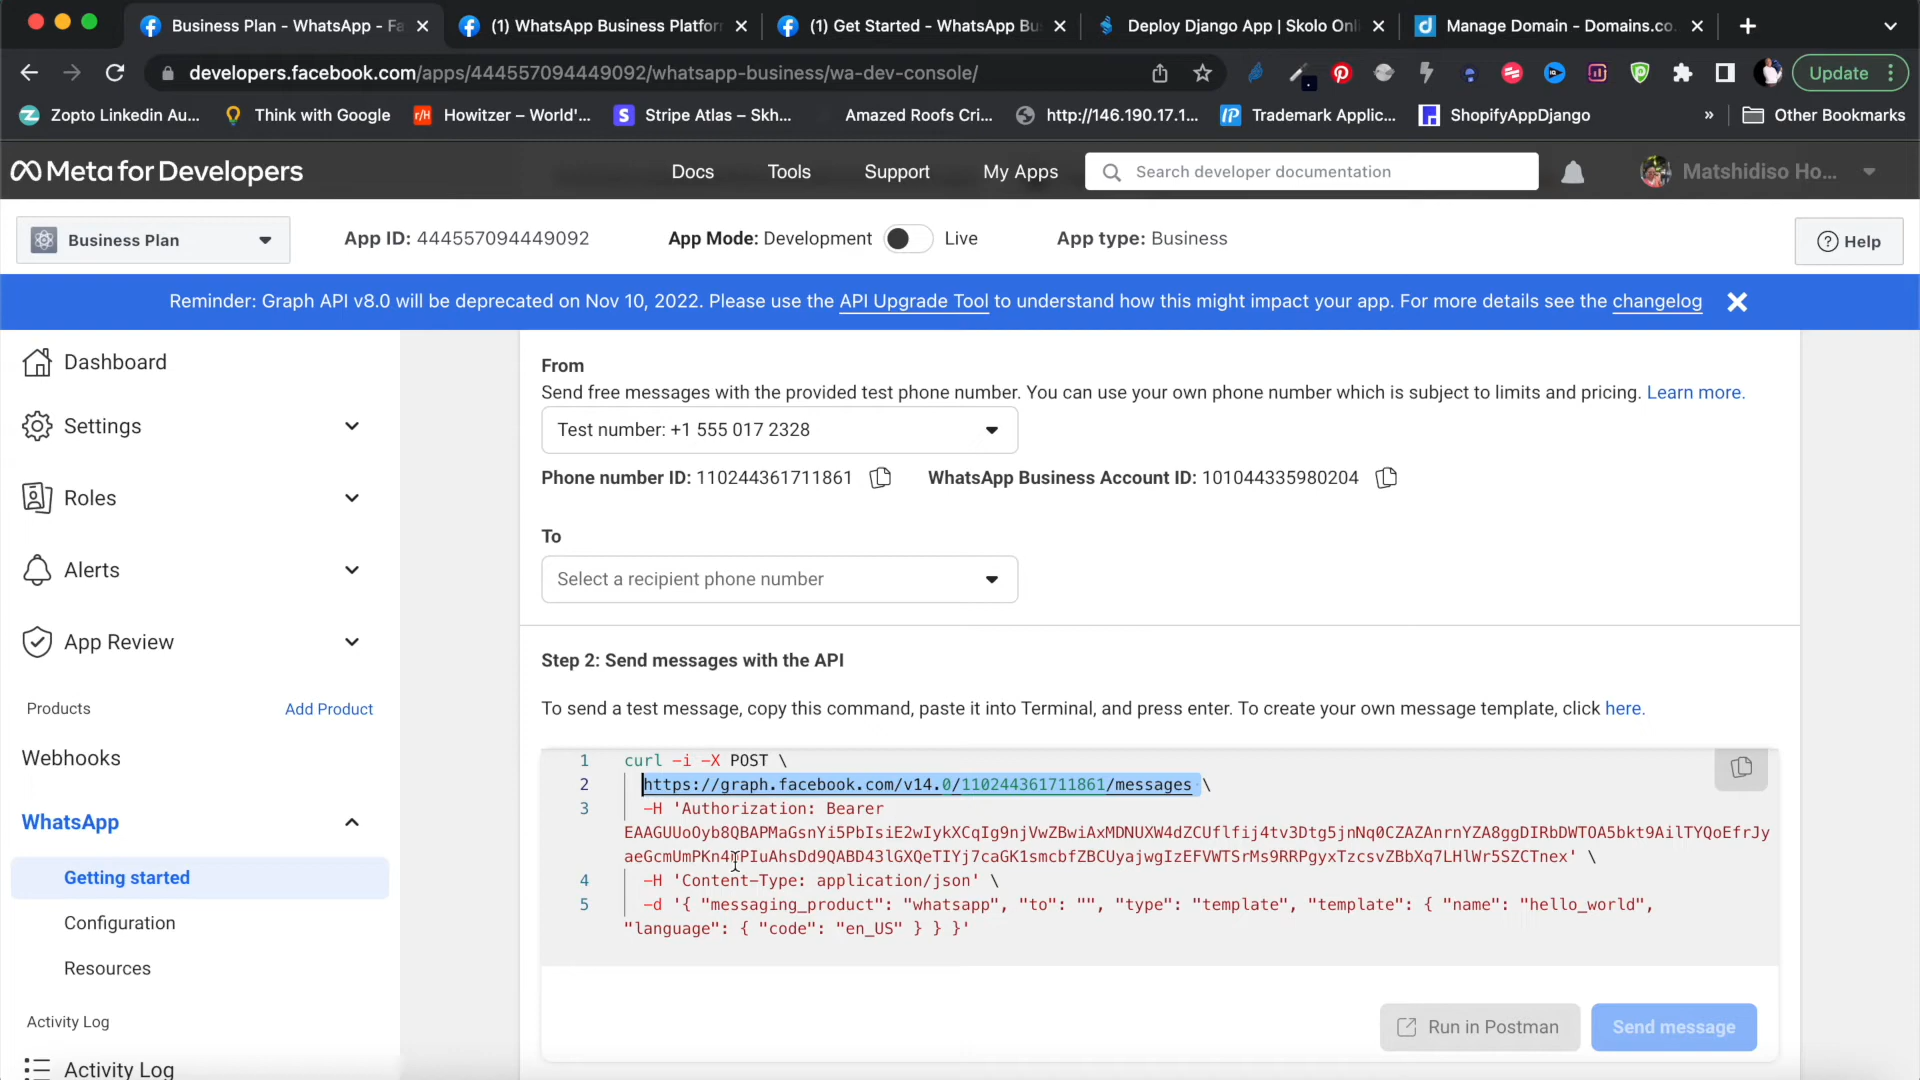 Business Plan - WhatsApp - Fa
(1) WhatsApp Business Platfor
(1) Get Started - WhatsApp Bu
Deploy Django App | Skolo Onli
Manage Domain - Domains.co.
developers.facebook.com/apps/444557094449092/whatsapp-business/wa-dev-console/
Update
Zopto Linkedin Au...
Think with Google
Howitzer – World'...
Stripe Atlas – Skh...
Amazed Roofs Cri...
http://146.190.17.1...
Trademark Applic...
ShopifyAppDjango
»
Other Bookmarks
Meta for Developers
Docs
Tools
Support
My Apps
Search developer documentation
Matshidiso Ho...
Business Plan
App ID: 444557094449092
App Mode: Development
Live
App type: Business
Help
Reminder: Graph API v8.0 will be deprecated on Nov 10, 2022. Please use the API Upgrade Tool to understand how this might impact your app. For more details see the changelog
Dashboard
Settings
Roles
Alerts
App Review
Products
Add Product
Webhooks
WhatsApp
Getting started
Configuration
Resources
Activity Log
Activity Log
From
Send free messages with the provided test phone number. You can use your own phone number which is subject to limits and pricing. Learn more.
Test number: +1 555 017 2328
Phone number ID: 110244361711861
WhatsApp Business Account ID: 101044335980204
To
Select a recipient phone number
Step 2: Send messages with the API
To send a test message, copy this command, paste it into Terminal, and press enter. To create your own message template, click here.
1 curl -i -X POST \
2 https://graph.facebook.com/v14.0/110244361711861/messages \
3 -H 'Authorization: Bearer
4 -H 'Content-Type: application/json' \
5 -d '{ "messaging_product": "whatsapp", "to": "", "type": "template", "template": { "name": "hello_world",
"language": { "code": "en_US" } } }'
Run in Postman
Send message